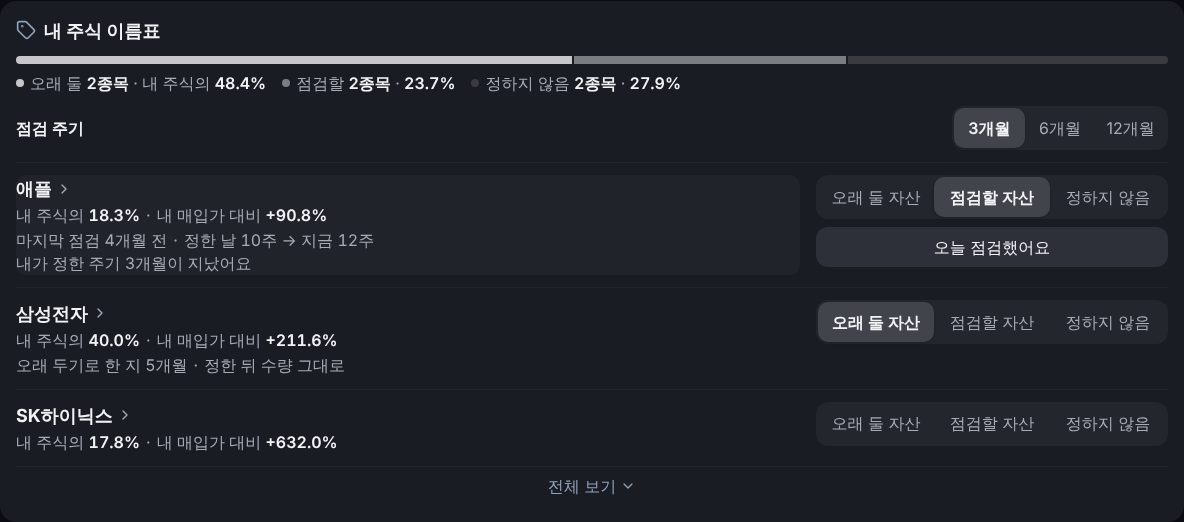 내 주식 이름표
오래 둘 2종목 · 내 주식의 48.4% 점검할 2종목 · 23.7% 정하지 않음 2종목 · 27.9%
점검 주기
3개월 6개월 12개월
애플
내 주식의 18.3% · 내 매입가 대비 +90.8%
마지막 점검 4개월 전 · 정한 날 10주 → 지금 12주
내가 정한 주기 3개월이 지났어요
오래 둘 자산 점검할 자산 정하지 않음
오늘 점검했어요
삼성전자
내 주식의 40.0% · 내 매입가 대비 +211.6%
오래 두기로 한 지 5개월 · 정한 뒤 수량 그대로
오래 둘 자산 점검할 자산 정하지 않음
SK하이닉스
내 주식의 17.8% · 내 매입가 대비 +632.0%
오래 둘 자산 점검할 자산 정하지 않음
전체 보기